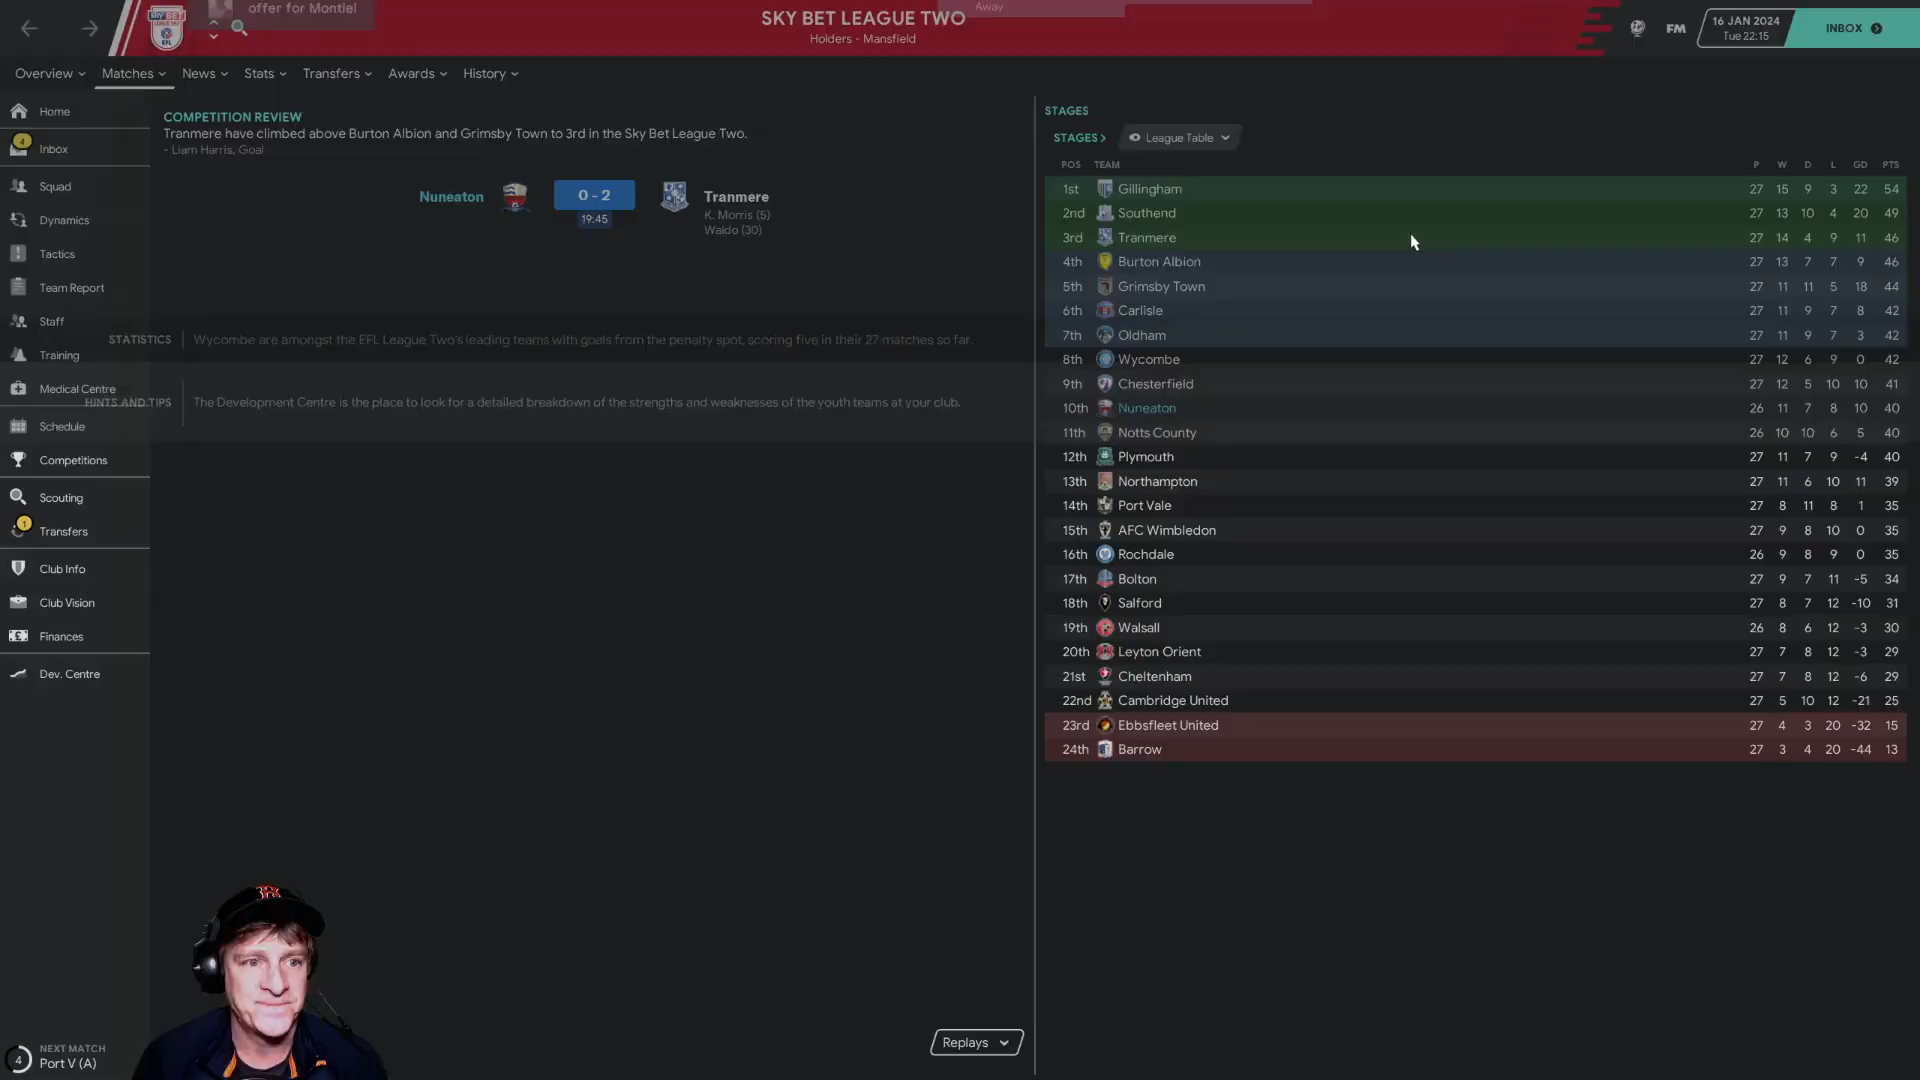 offer for Montiel
SKY BET LEAGUE TWO
Away
Holders - Mansfield
FM
16 JAN 2024
Tue 22:15
INBOX
Overview Matches News Stats Transfers Awards History
Home
4
Inbox
Squad
Dynamics
Tactics
Team Report
Staff
Training
Medical Centre
Schedule
Competitions
Scouting
1
Transfers
Club Info
Club Vision
Finances
Dev. Centre
COMPETITION REVIEW
Tranmere have climbed above Burton Albion and Grimsby Town to 3rd in the Sky Bet League Two.
- Liam Harris, Goal
Nuneaton 0 - 2 Tranmere
19:45
K. Morris (5)
Waldo (30)
STATISTICS Wycombe are amongst the EFL League Two's leading teams with goals from the penalty spot, scoring five in their 27 matches so far.
HINTS AND TIPS The Development Centre is the place to look for a detailed breakdown of the strengths and weaknesses of the youth teams at your club.
STAGES
STAGES > League Table
POS TEAM P W D L GD PTS
1st Gillingham 27 15 9 3 22 54
2nd Southend 27 13 10 4 20 49
3rd Tranmere 27 14 4 9 11 46
4th Burton Albion 27 13 7 7 9 46
5th Grimsby Town 27 11 11 5 18 44
6th Carlisle 27 11 9 7 8 42
7th Oldham 27 11 9 7 3 42
8th Wycombe 27 12 6 9 0 42
9th Chesterfield 27 12 5 10 10 41
10th Nuneaton 26 11 7 8 10 40
11th Notts County 26 10 10 6 5 40
12th Plymouth 27 11 7 9 -4 40
13th Northampton 27 11 6 10 11 39
14th Port Vale 27 8 11 8 1 35
15th AFC Wimbledon 27 9 8 10 0 35
16th Rochdale 26 9 8 9 0 35
17th Bolton 27 9 7 11 -5 34
18th Salford 27 8 7 12 -10 31
19th Walsall 26 8 6 12 -3 30
20th Leyton Orient 27 7 8 12 -3 29
21st Cheltenham 27 7 8 12 -6 29
22nd Cambridge United 27 5 10 12 -21 25
23rd Ebbsfleet United 27 4 3 20 -32 15
24th Barrow 27 3 4 20 -44 13
Replays
4
NEXT MATCH
Port V (A)